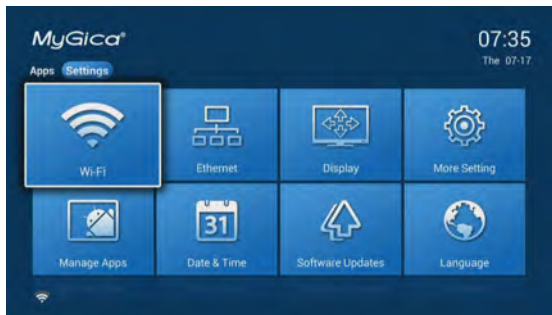 MyGica®
07:35
The 07-17
Apps Settings
Wi-Fi
Ethernet
Display
More Setting
31
Manage Apps
Date & Time
Software Updates
Language